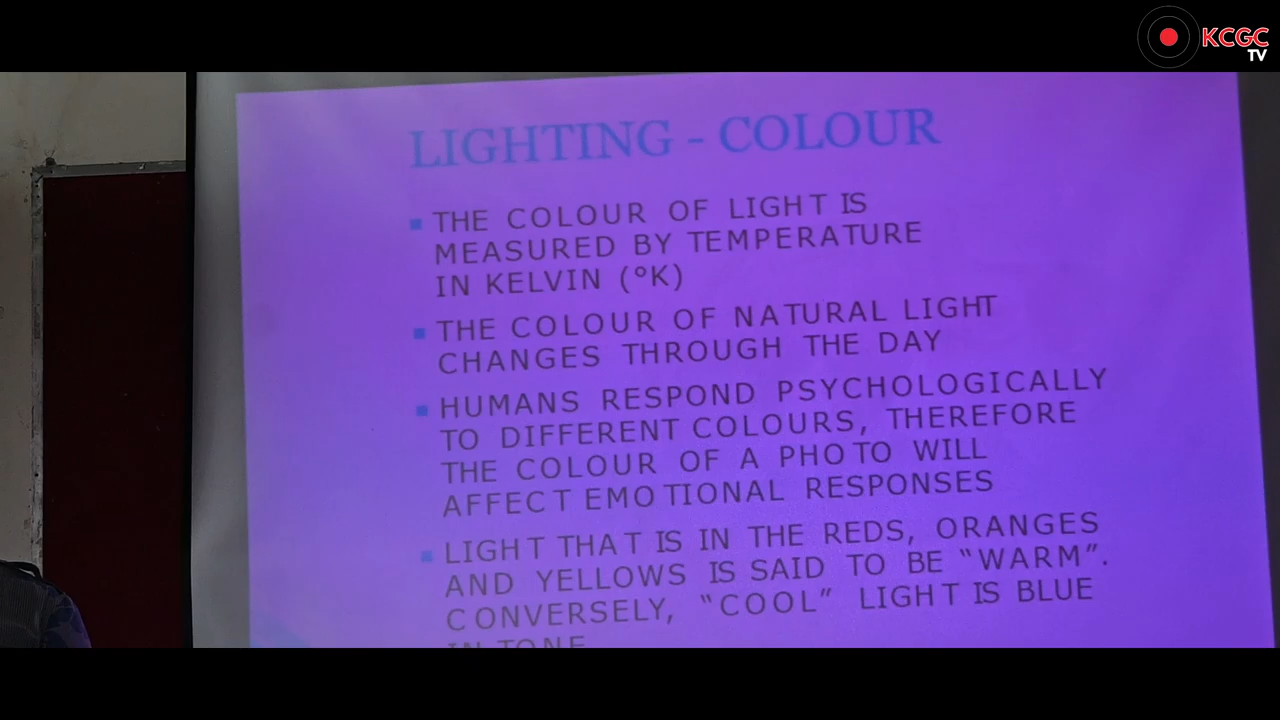 KCGC
TV
LIGHTING - COLOUR
THE COLOUR OF LIGHT IS
MEASURED BY TEMPERATURE
IN KELVIN (°K)
THE COLOUR OF NATURAL LIGHT
CHANGES THROUGH THE DAY
HUMANS RESPOND PSYCHOLOGICALLY
TO DIFFERENT COLOURS, THEREFORE
THE COLOUR OF A PHOTO WILL
AFFECT EMOTIONAL RESPONSES
LIGHT THAT IS IN THE REDS, ORANGES
AND YELLOWS IS SAID TO BE “WARM”.
CONVERSELY, “COOL” LIGHT IS BLUE
IN TONE